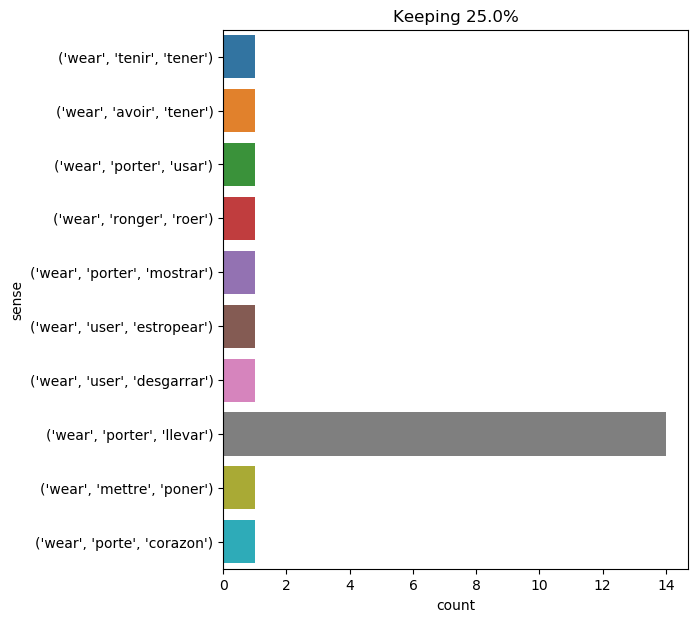 Keeping 25.0%
('wear', 'tenir', 'tener')
('wear', 'avoir', 'tener')
('wear', 'porter', 'usar')
('wear', 'ronger', 'roer')
('wear', 'porter', 'mostrar')
('wear', 'user', 'estropear')
('wear', 'user', 'desgarrar')
('wear', 'porter', 'llevar')
('wear', 'mettre', 'poner')
('wear', 'porte', 'corazon')
sense
0 2 4 6 8 10 12 14
count